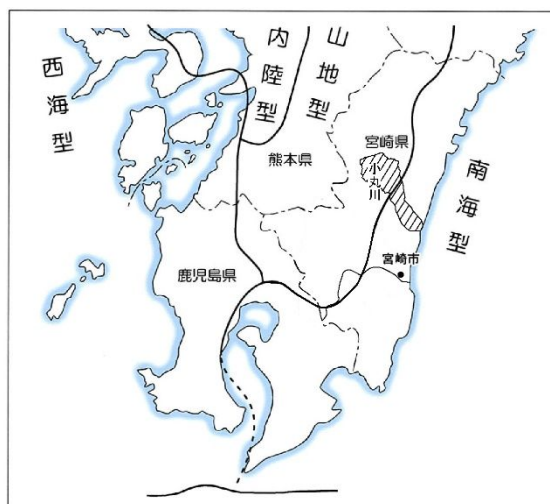 西海型
内陸型
山地型
南海型
熊本県
宮崎県
小丸川
宮崎市
鹿児島県